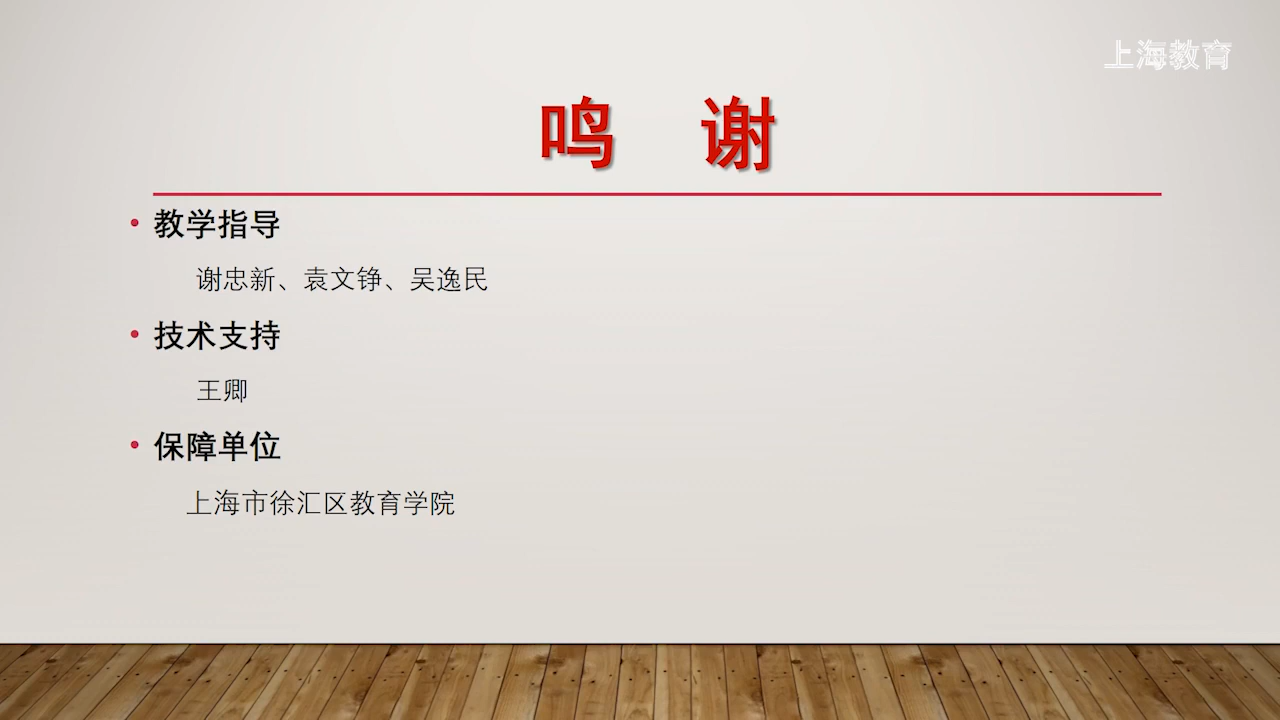 上海教育
鸣 谢
• 教学指导
谢忠新、袁文铮、吴逸民
• 技术支持
王卿
• 保障单位
上海市徐汇区教育学院